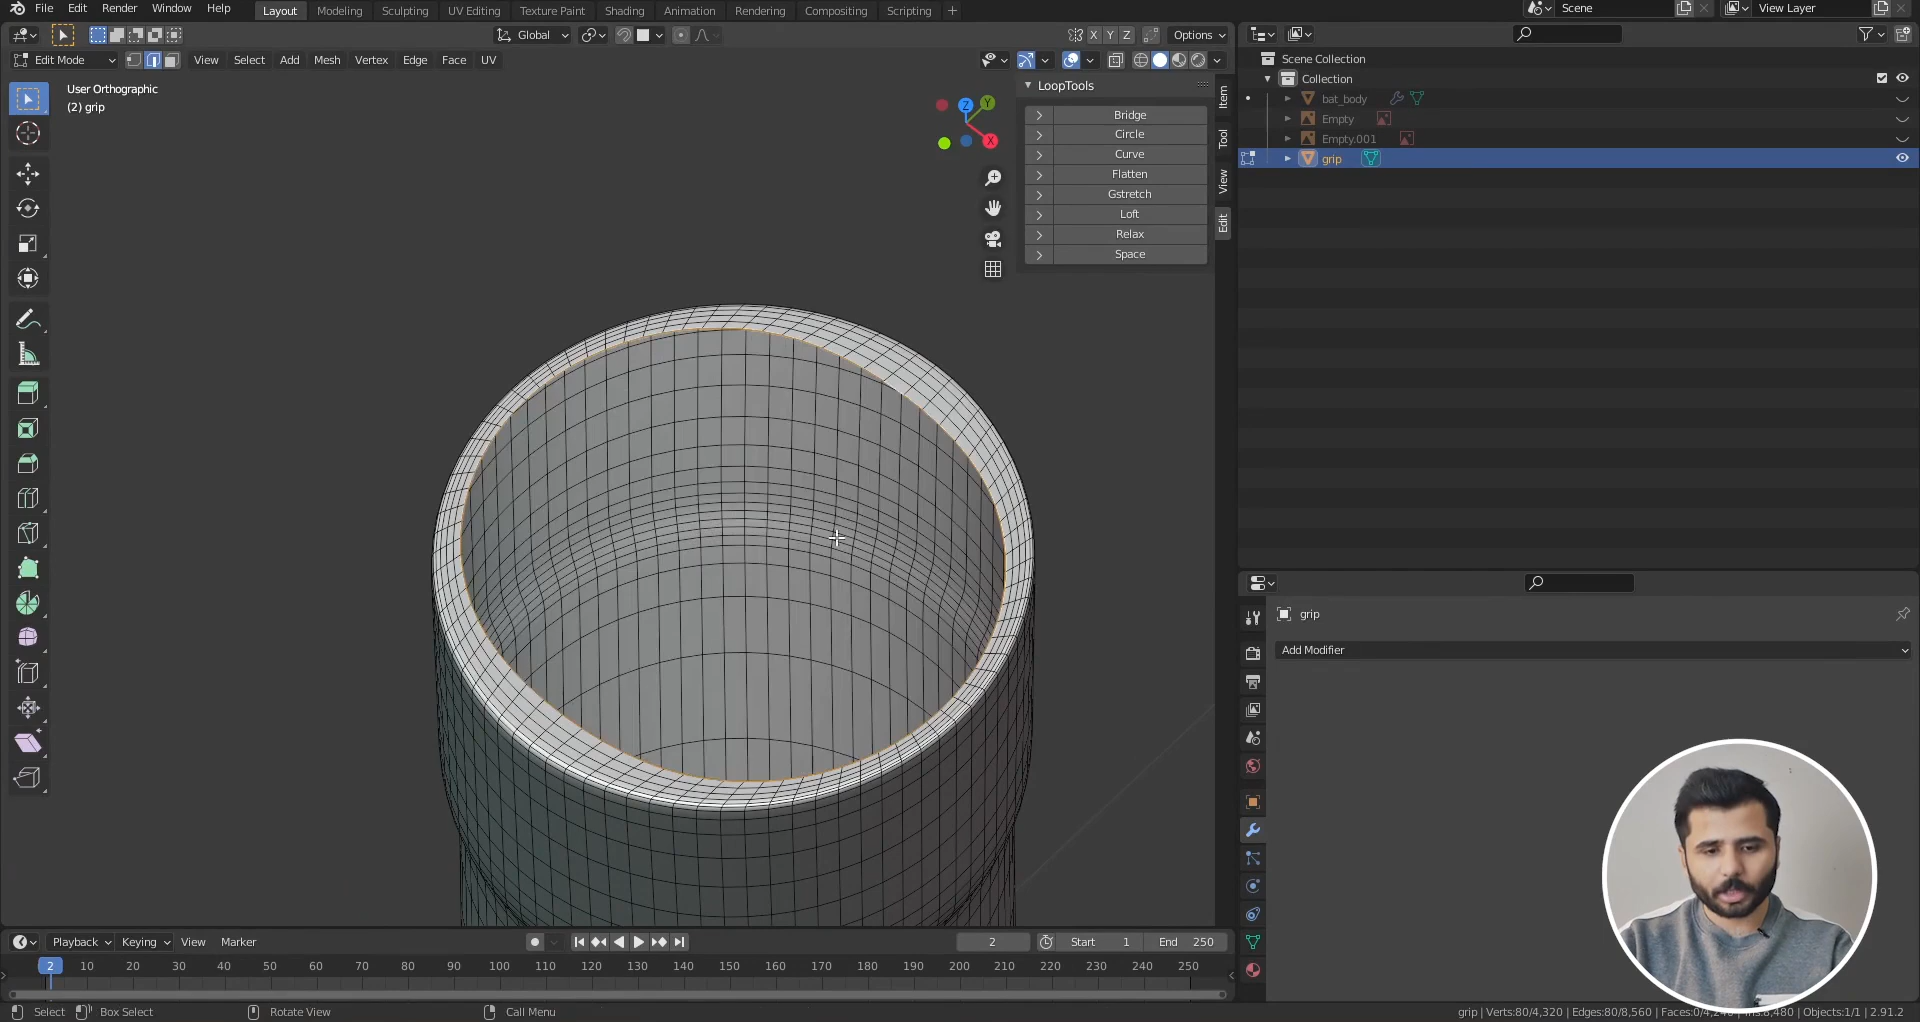 File Edit Render Window Help Layout Modeling Sculpting UV Editing Texture Paint Shading Animation Rendering Compositing Scripting + Scene View Layer
Global X Y Z Options
Edit Mode View Select Add Mesh Vertex Edge Face UV
User Orthographic
(2) grip
Z Y X
LoopTools
Bridge
Circle
Curve
Flatten
Gstretch
Loft
Relax
Space
Item
Tool
View
Edit
Scene Collection
Collection
bat_body
Empty
Empty.001
grip
grip
Add Modifier
Playback Keying View Marker 2 Start 1 End 250
2 10 20 30 40 50 60 70 80 90 100 110 120 130 140 150 160 170 180 190 200 210 220 230 240 250
Select Box Select Rotate View Call Menu grip | Verts:80/4,320 | Edges:80/8,560 | Faces:0/4,240 8,480 | Objects:1/1 | 2.91.2